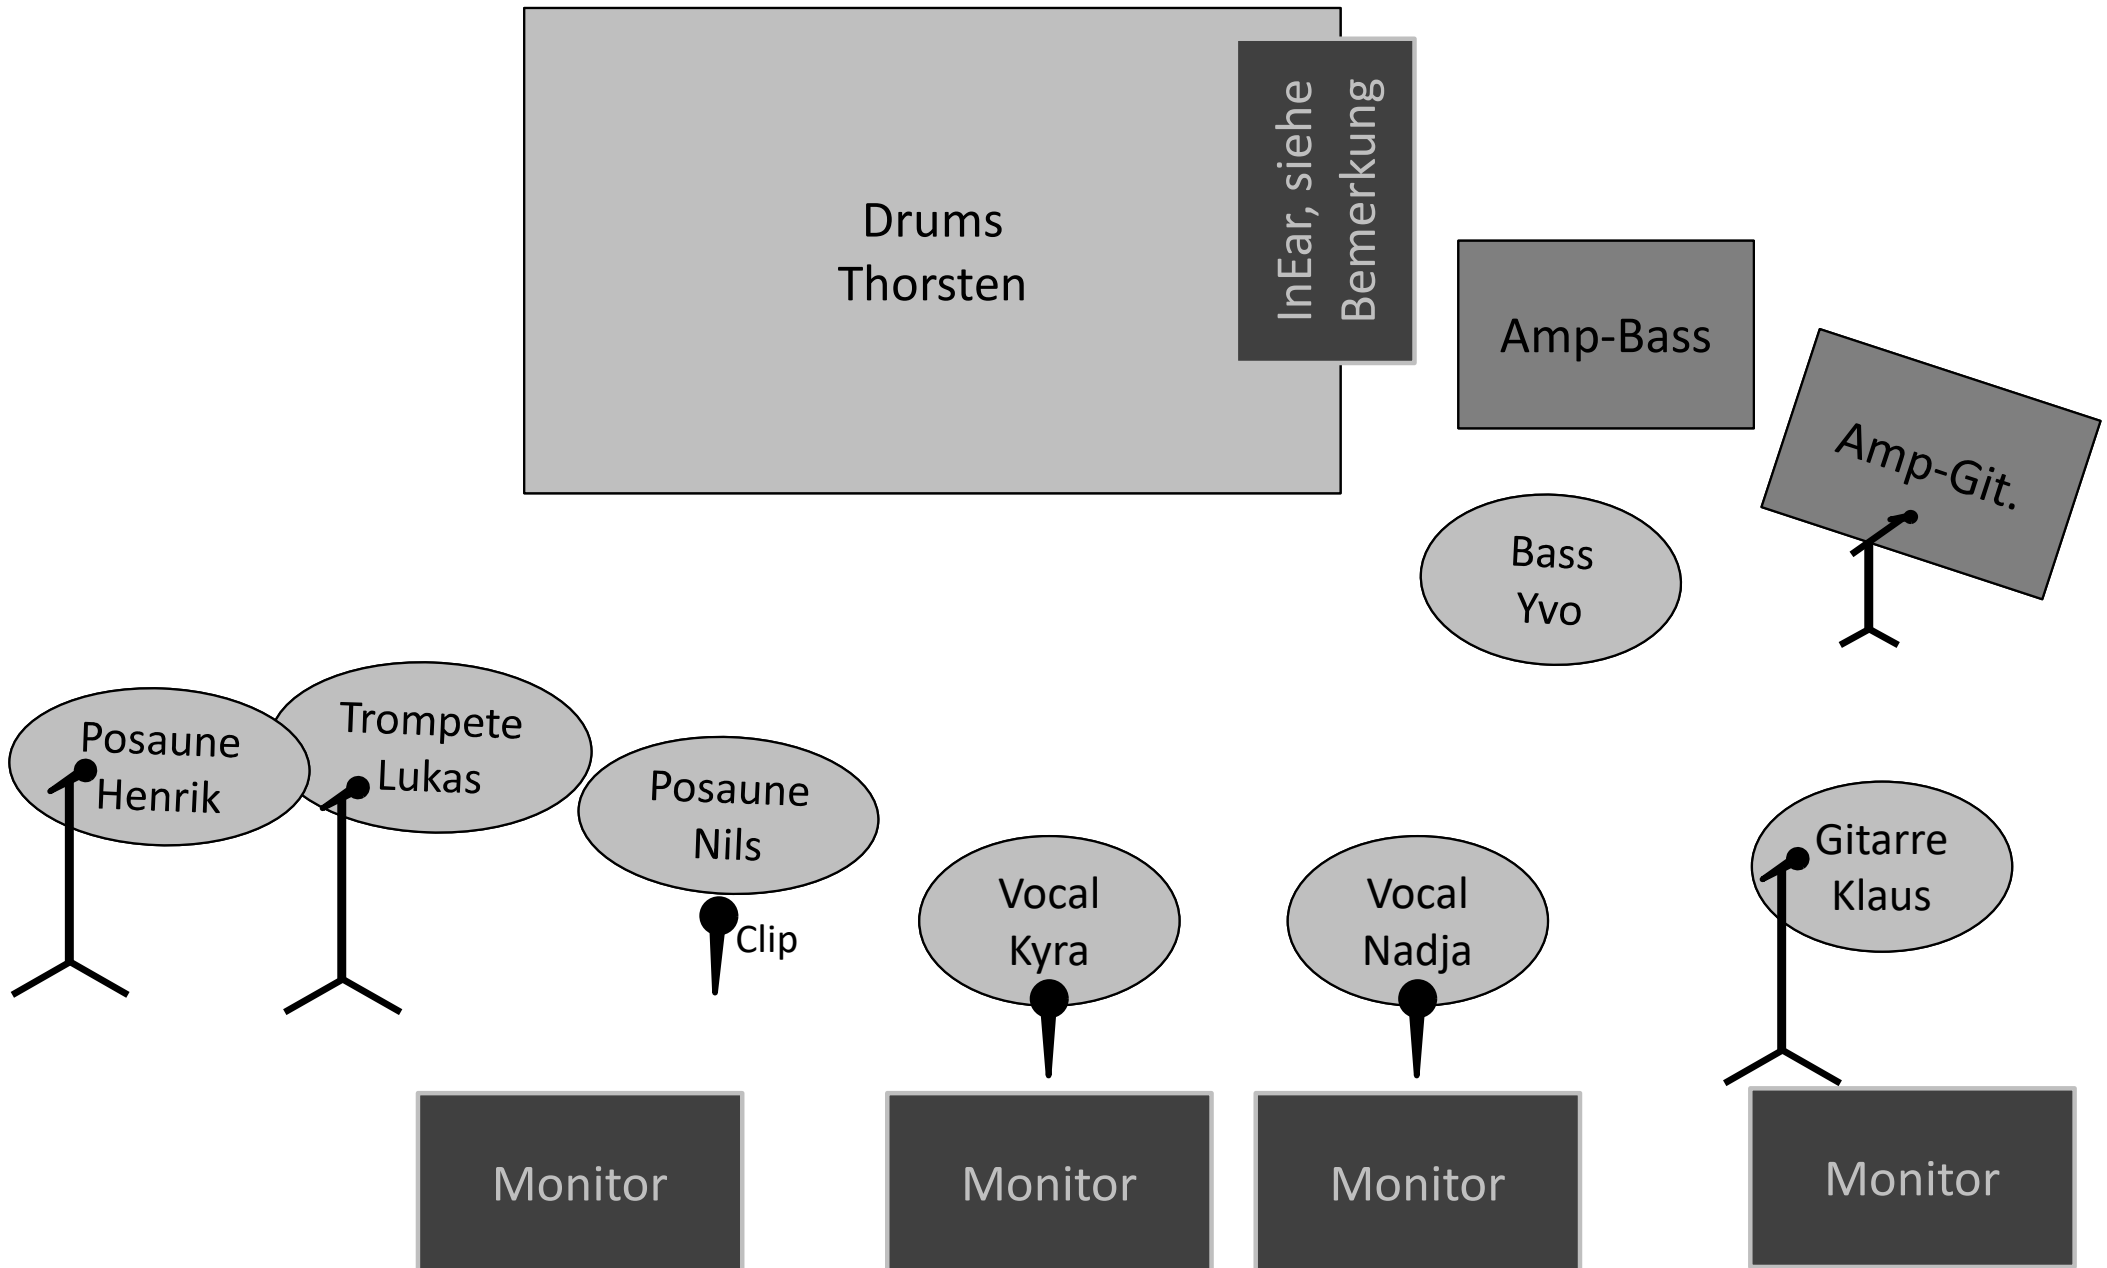 Drums
Thorsten
InEar, siehe
Bemerkung
Amp-Bass
Amp-Git.
Bass
Yvo
Posaune
Henrik
Trompete
Lukas
Posaune
Nils
Clip
Vocal
Kyra
Vocal
Nadja
Gitarre
Klaus
Monitor
Monitor
Monitor
Monitor